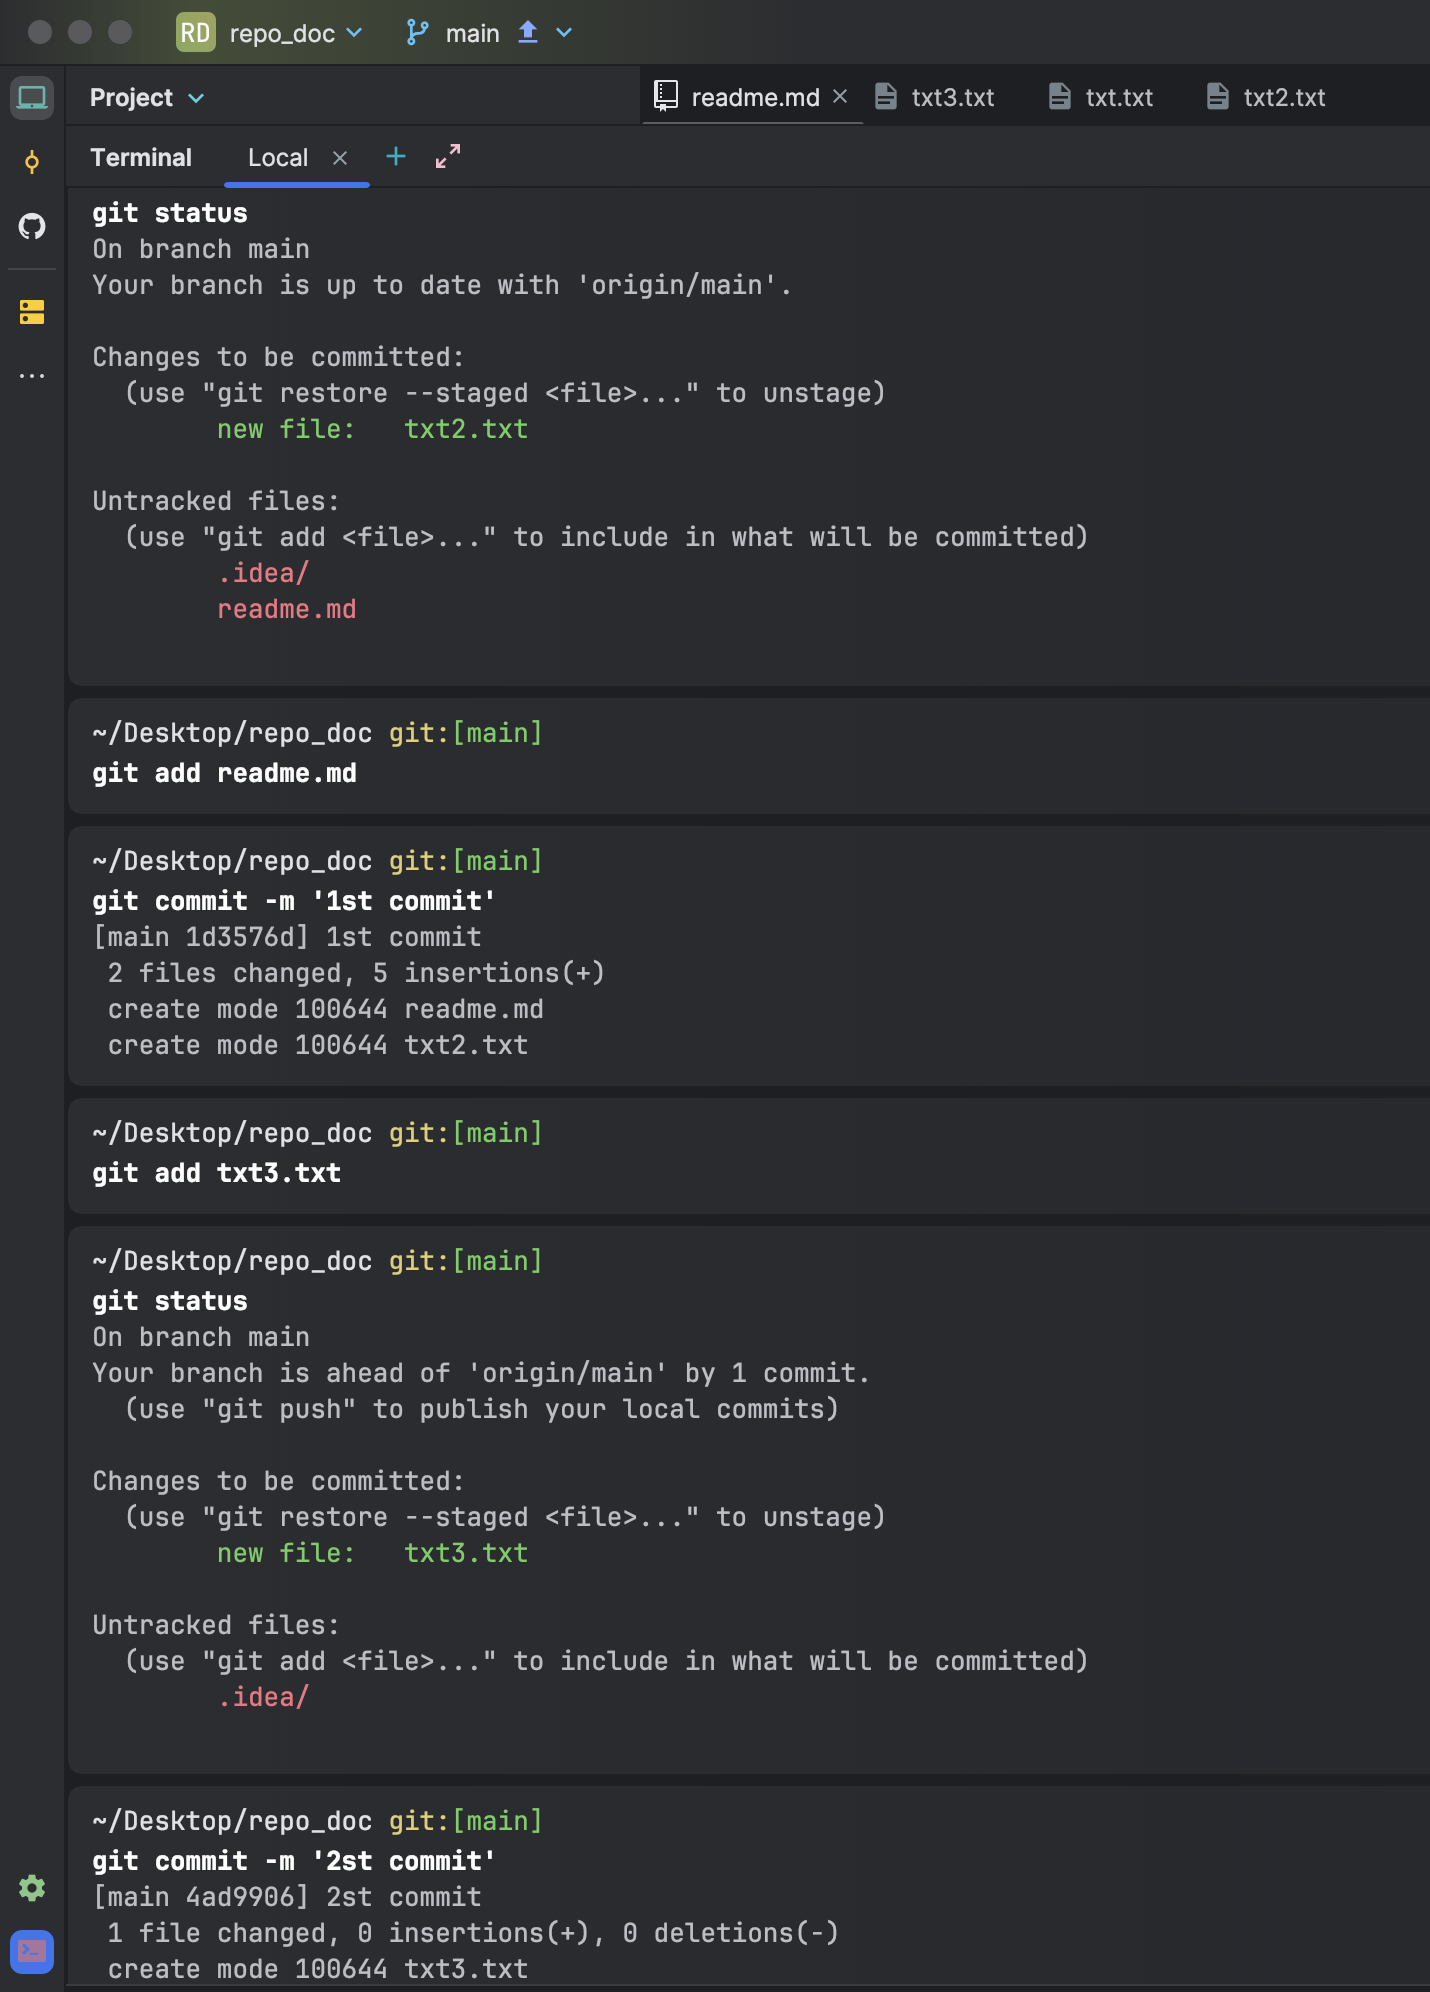 RD repo_doc main
Project readme.md txt3.txt txt.txt txt2.txt
Terminal Local
git status
On branch main
Your branch is up to date with 'origin/main'.
Changes to be committed:
(use "git restore --staged <file>..." to unstage)
new file: txt2.txt
Untracked files:
(use "git add <file>..." to include in what will be committed)
.idea/
readme.md
~/Desktop/repo_doc git:[main]
git add readme.md
~/Desktop/repo_doc git:[main]
git commit -m '1st commit'
[main 1d3576d] 1st commit
2 files changed, 5 insertions(+)
create mode 100644 readme.md
create mode 100644 txt2.txt
~/Desktop/repo_doc git:[main]
git add txt3.txt
~/Desktop/repo_doc git:[main]
git status
On branch main
Your branch is ahead of 'origin/main' by 1 commit.
(use "git push" to publish your local commits)
Changes to be committed:
(use "git restore --staged <file>..." to unstage)
new file: txt3.txt
Untracked files:
(use "git add <file>..." to include in what will be committed)
.idea/
~/Desktop/repo_doc git:[main]
git commit -m '2st commit'
[main 4ad9906] 2st commit
1 file changed, 0 insertions(+), 0 deletions(-)
create mode 100644 txt3.txt